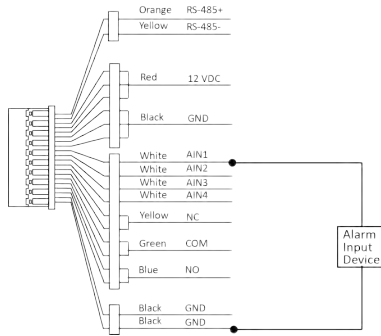 Orange RS-485+
Yellow RS-485-
Red 12 VDC
Black GND
White AIN1
White AIN2
White AIN3
White AIN4
Yellow NC
Green COM
Blue NO
Black GND
Black GND
Alarm
Input
Device